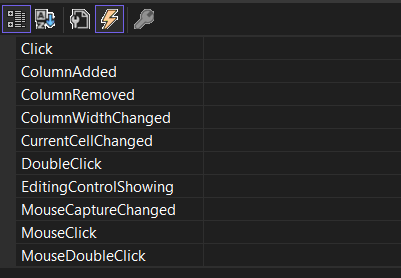 Click
ColumnAdded
ColumnRemoved
ColumnWidthChanged
CurrentCellChanged
DoubleClick
EditingControlShowing
MouseCaptureChanged
MouseClick
MouseDoubleClick